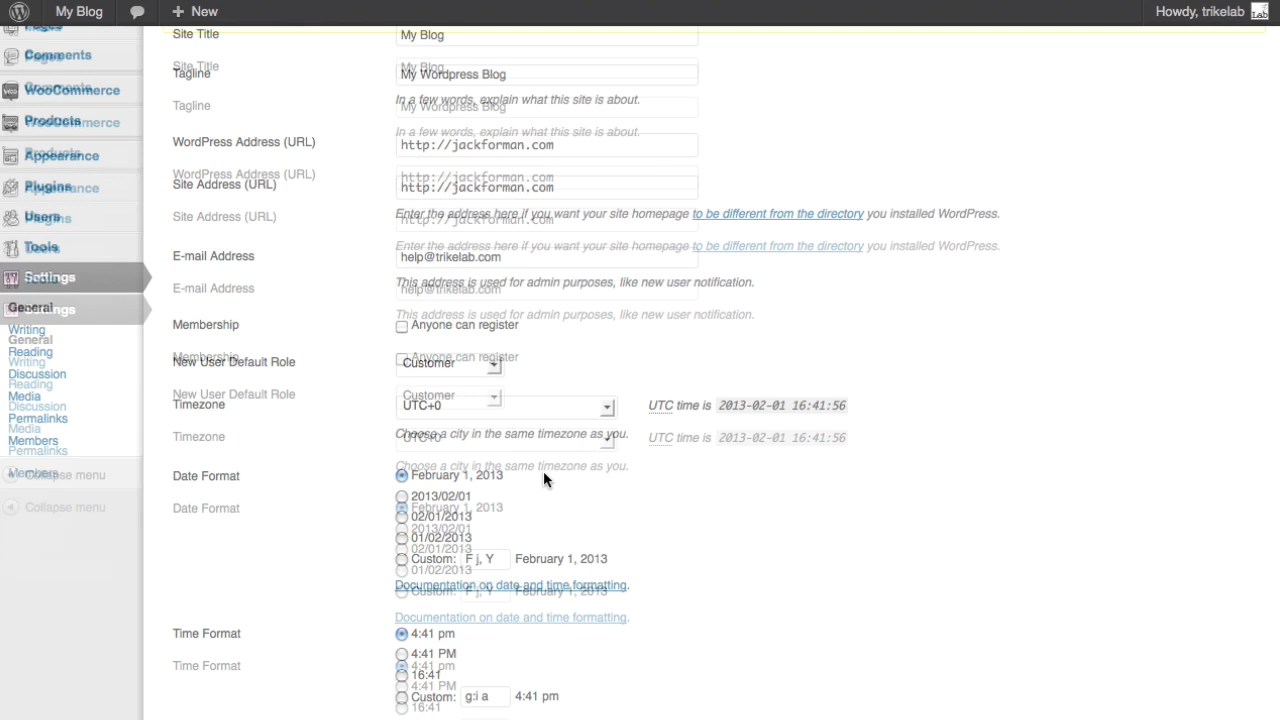 My Blog
New
Howdy, trikelab
Lab
Pages
Comments
WooCommerce
Products
Appearance
Plugins
Users
Tools
Settings
General
Writing
Reading
Discussion
Media
Permalinks
Members
Collapse menu
Site Title My Blog
Tagline My Wordpress Blog
In a few words, explain what this site is about.
WordPress Address (URL) http://jackforman.com
Site Address (URL) http://jackforman.com
Enter the address here if you want your site homepage to be different from the directory you installed WordPress.
E-mail Address help@trikelab.com
This address is used for admin purposes, like new user notification.
Membership Anyone can register
New User Default Role Customer
Timezone UTC+0 UTC time is 2013-02-01 16:41:56
Choose a city in the same timezone as you.
Date Format February 1, 2013
2013/02/01
02/01/2013
01/02/2013
Custom: F j, Y February 1, 2013
Documentation on date and time formatting.
Time Format 4:41 pm
4:41 PM
16:41
Custom: g:i a 4:41 pm